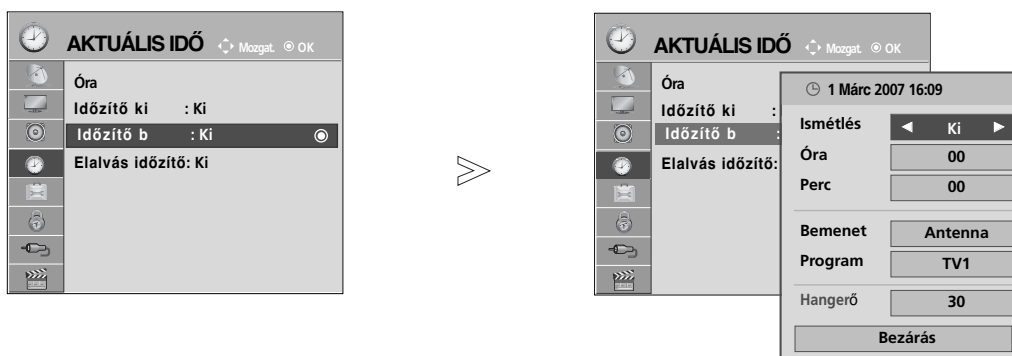 AKTUÁLIS IDŐ Mozgat. OK
Óra
Időzítő ki : Ki
Időzítő b : Ki
Elalvás időzítő: Ki
AKTUÁLIS IDŐ Mozgat. OK
Óra
Időzítő ki :
Időzítő b :
Elalvás időzítő:
1 Márc 2007 16:09
Ismétlés ◀ Ki ▶
Óra 00
Perc 00
Bemenet Antenna
Program TV1
Hangerő 30
Bezárás